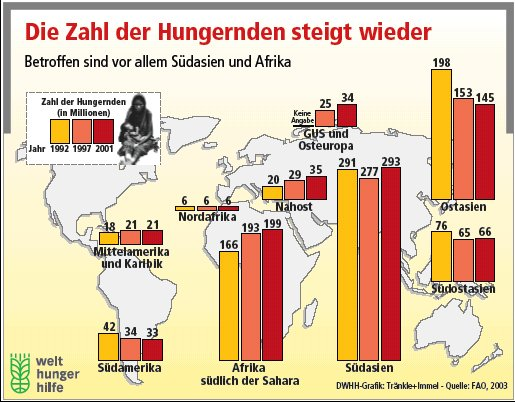 Die Zahl der Hungernden steigt wieder
Betroffen sind vor allem Südasien und Afrika
Zahl der Hungernden
(in Millionen)
Jahr 1992 1997 2001
Keine
Angabe
25
34
GUS und
Osteuropa
198
153
145
Ostasien
20
29
35
Nahost
291
277
293
Südasien
6
6
6
Nordafrika
18
21
21
Mittelamerika
und Karibik
166
193
199
Afrika
südlich der Sahara
76
65
66
Südostasien
42
34
33
Südamerika
welt
hunger
hilfe
DWHH-Grafik: Tränkle+Immel - Quelle: FAO, 2003